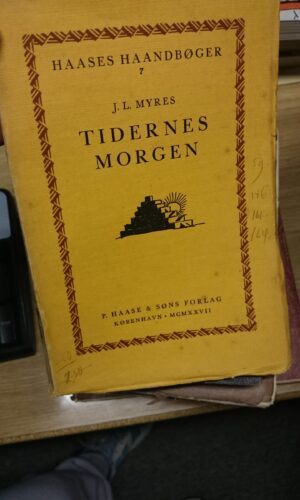 HAASES HAANDBØGER
7
J. L. MYRES
TIDERNES
MORGEN
P. HAASE & SØNS FORLAG
KØBENHAVN • MCMXXVII